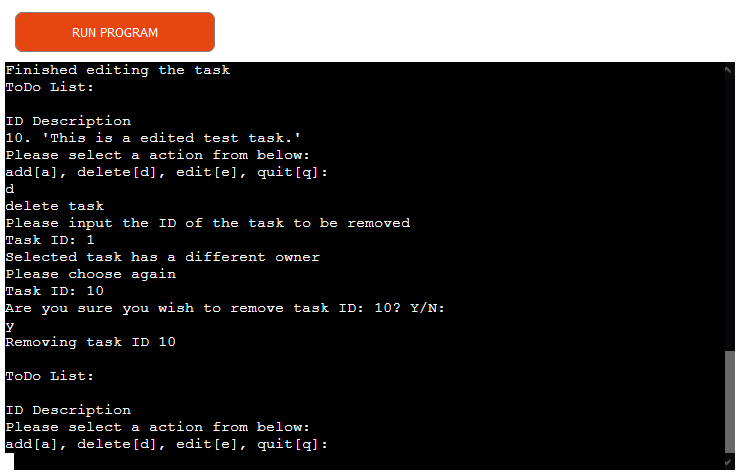 RUN PROGRAM
Finished editing the task
ToDo List:
ID Description
10. 'This is a edited test task.'
Please select a action from below:
add[a], delete[d], edit[e], quit[q]:
d
delete task
Please input the ID of the task to be removed
Task ID: 1
Selected task has a different owner
Please choose again
Task ID: 10
Are you sure you wish to remove task ID: 10? Y/N:
y
Removing task ID 10
ToDo List:
ID Description
Please select a action from below:
add[a], delete[d], edit[e], quit[q]: